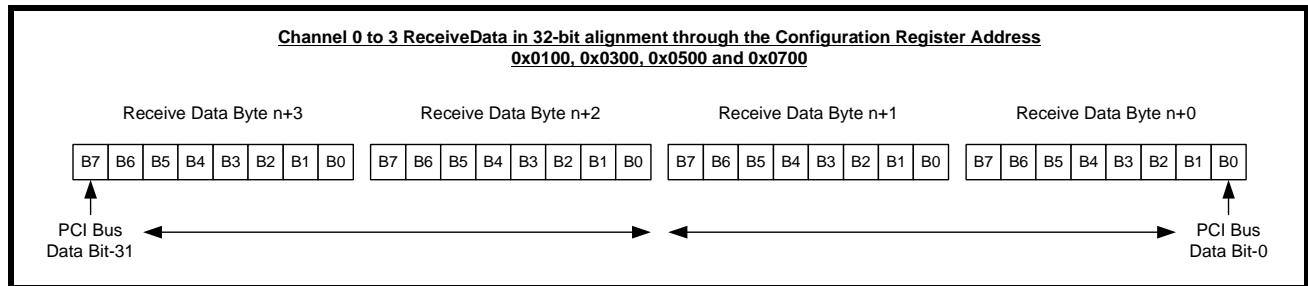 Channel 0 to 3 ReceiveData in 32-bit alignment through the Configuration Register Address
0x0100, 0x0300, 0x0500 and 0x0700
Receive Data Byte n+3 Receive Data Byte n+2 Receive Data Byte n+1 Receive Data Byte n+0
B7 B6 B5 B4 B3 B2 B1 B0 B7 B6 B5 B4 B3 B2 B1 B0 B7 B6 B5 B4 B3 B2 B1 B0 B7 B6 B5 B4 B3 B2 B1 B0
PCI Bus PCI Bus
Data Bit-31 Data Bit-0